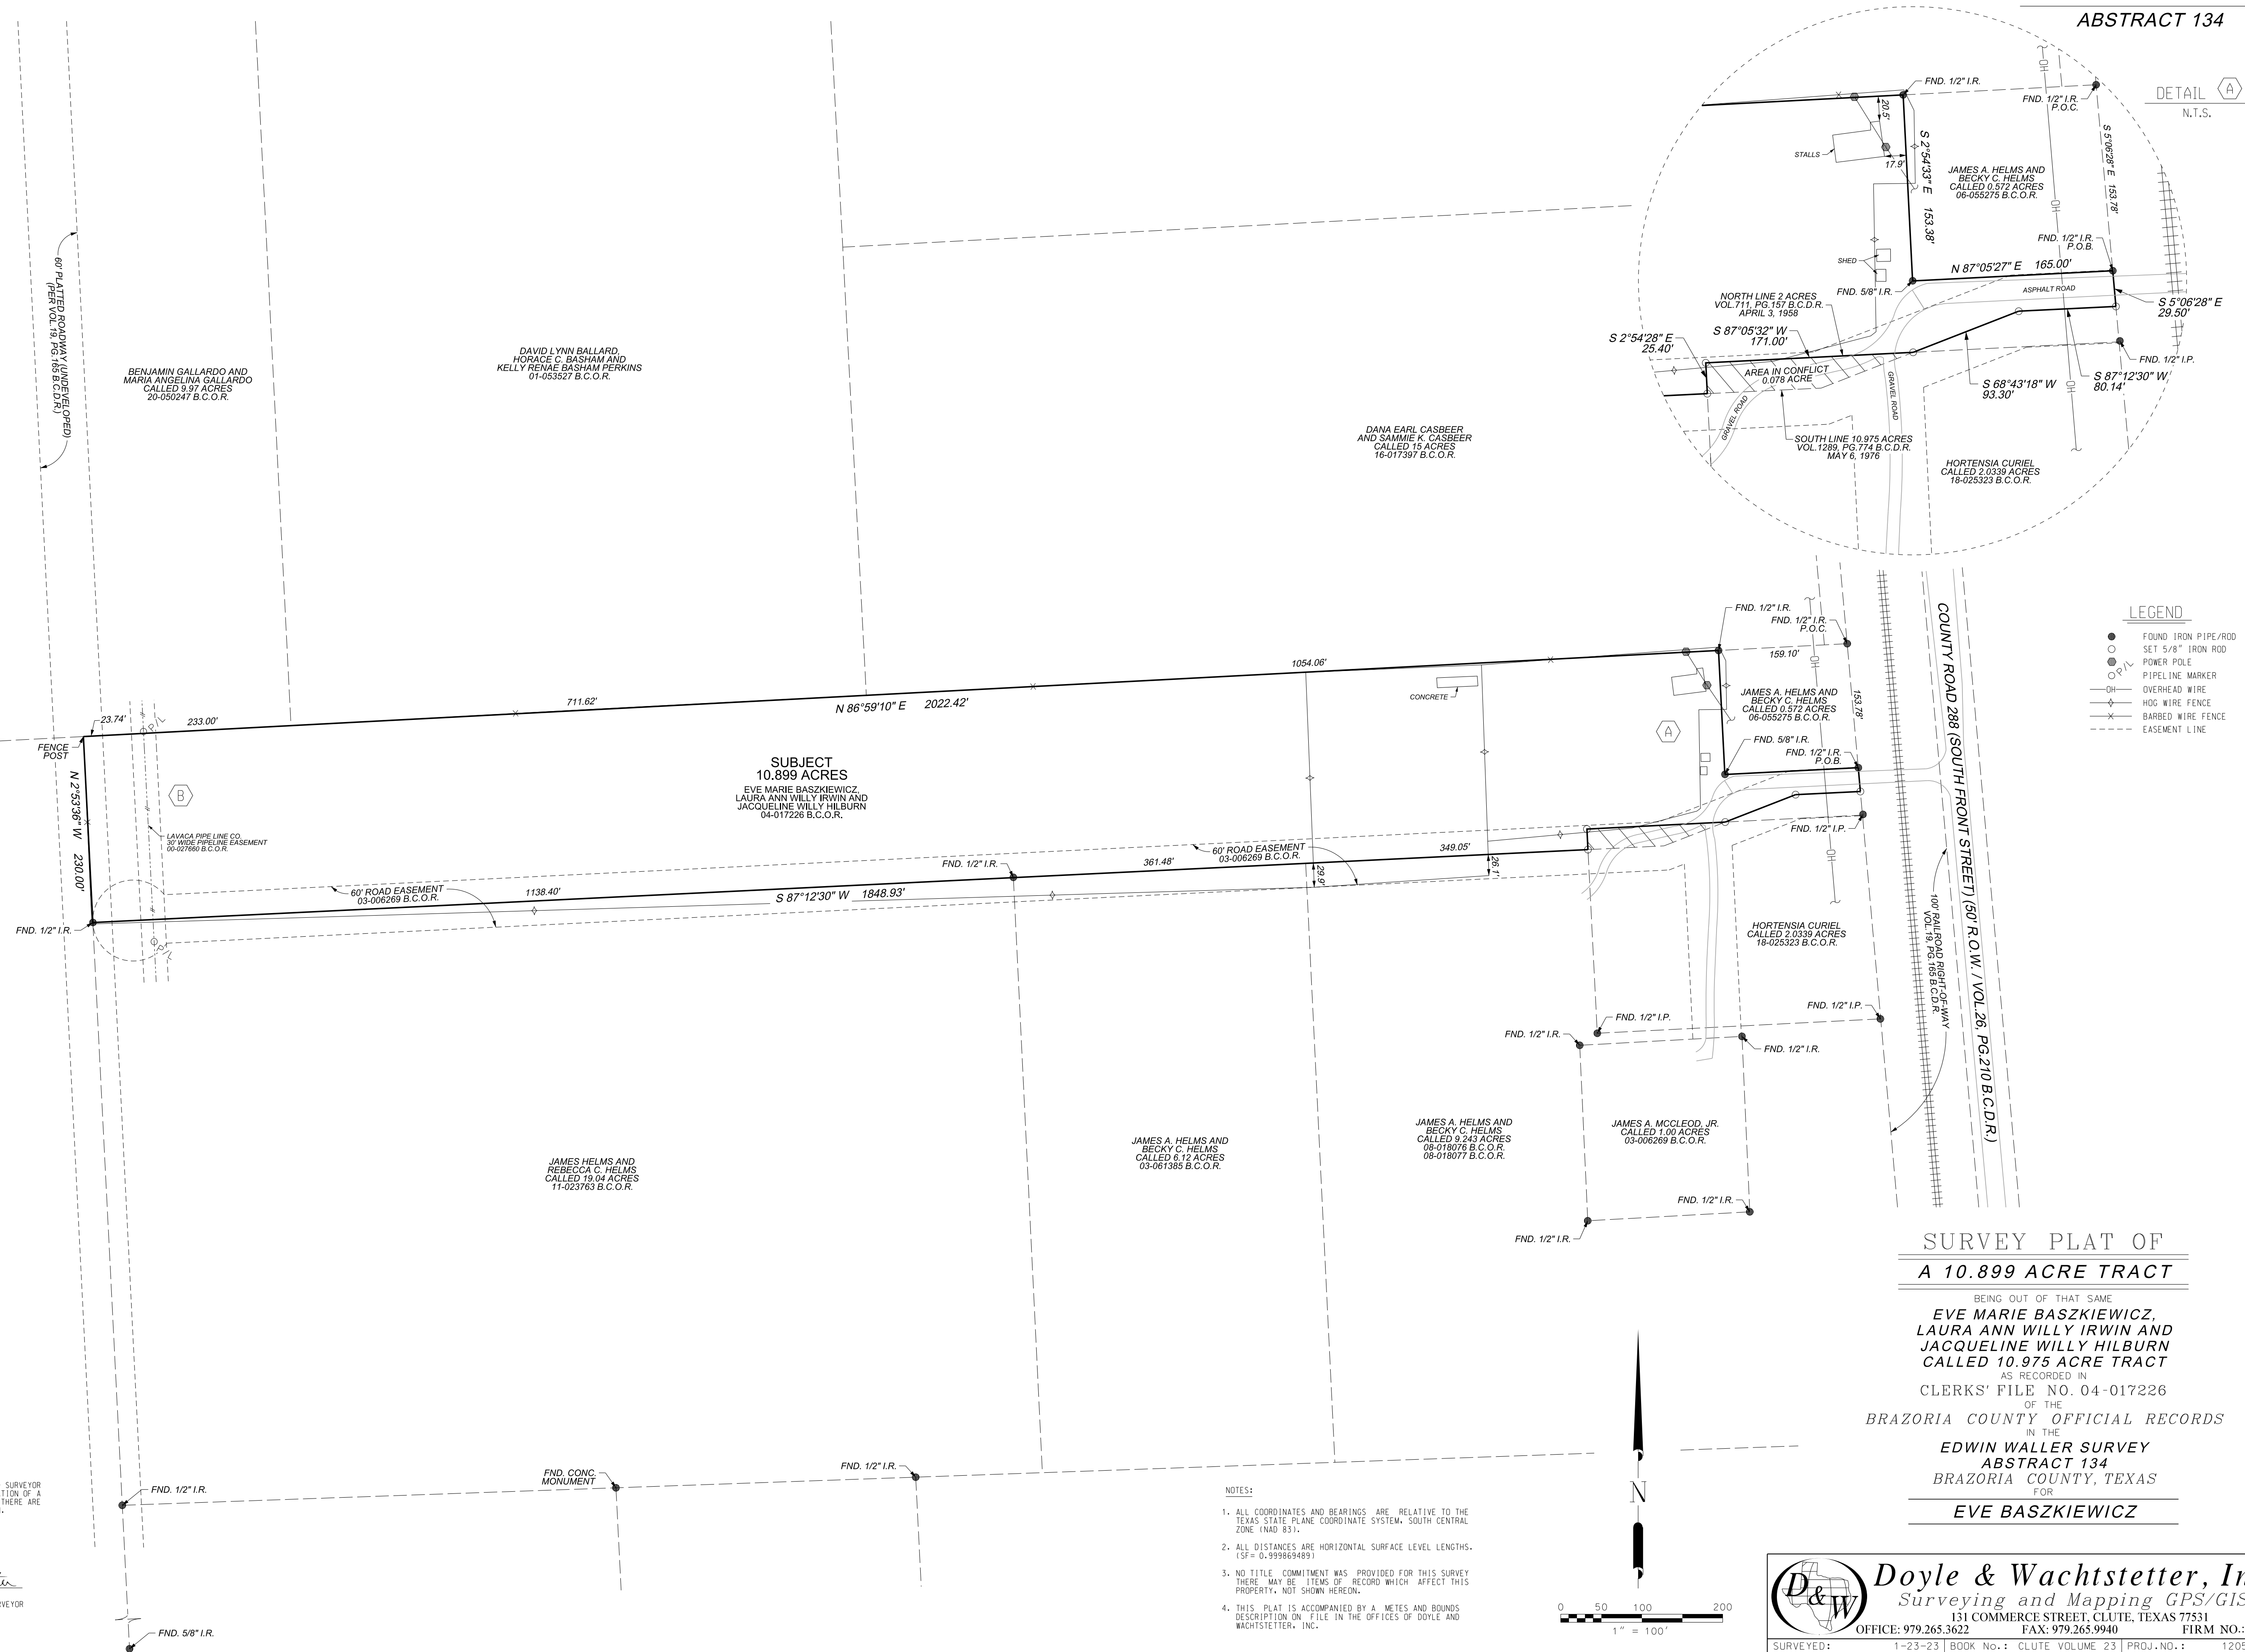 ABSTRACT 134
DETAIL A
N.T.S.
FND. 1/2" I.R.
FND. 1/2" I.R.
P.O.C.
20.5'
STALLS
17.9'
S 2°54'33" E 153.38'
S 5°06'28" E 153.78'
JAMES A. HELMS AND
BECKY C. HELMS
CALLED 0.572 ACRES
06-055275 B.C.O.R.
OH
OH
OH
FND. 1/2" I.R.
P.O.B.
SHED
N 87°05'27" E 165.00'
FND. 5/8" I.R.
ASPHALT ROAD
S 5°06'28" E
29.50'
NORTH LINE 2 ACRES
VOL.711, PG.157 B.C.D.R.
APRIL 3, 1958
S 2°54'28" E
25.40'
S 87°05'32" W
171.00'
FND. 1/2" I.P.
AREA IN CONFLICT
0.078 ACRE
S 87°12'30" W
80.14'
S 68°43'18" W
93.30'
GRAVEL ROAD
GRAVEL ROAD
SOUTH LINE 10.975 ACRES
VOL.1289, PG.774 B.C.D.R.
MAY 6, 1976
HORTENSIA CURIEL
CALLED 2.0339 ACRES
18-025323 B.C.O.R.
60' PLATTED ROADWAY (UNDEVELOPED)
(PER VOL.19, PG.165 B.C.D.R.)
BENJAMIN GALLARDO AND
MARIA ANGELINA GALLARDO
CALLED 9.97 ACRES
20-050247 B.C.O.R.
DAVID LYNN BALLARD,
HORACE C. BASHAM AND
KELLY RENAE BASHAM PERKINS
01-053527 B.C.O.R.
DANA EARL CASBEER
AND SAMMIE K. CASBEER
CALLED 15 ACRES
16-017397 B.C.O.R.
LEGEND
FOUND IRON PIPE/ROD
SET 5/8" IRON ROD
POWER POLE
P/L PIPELINE MARKER
OH OVERHEAD WIRE
HOG WIRE FENCE
BARBED WIRE FENCE
EASEMENT LINE
FND. 1/2" I.R.
FND. 1/2" I.R.
P.O.C.
159.10'
1054.06'
711.62'
N 86°59'10" E 2022.42'
23.74'
233.00'
P/L
FENCE
POST
CONCRETE
JAMES A. HELMS AND
BECKY C. HELMS
CALLED 0.572 ACRES
06-055275 B.C.O.R.
153.78'
OH
OH
A
FND. 5/8" I.R.
FND. 1/2" I.R.
P.O.B.
SUBJECT
10.899 ACRES
EVE MARIE BASZKIEWICZ,
LAURA ANN WILLY IRWIN AND
JACQUELINE WILLY HILBURN
04-017226 B.C.O.R.
N 2°53'36" W 230.00'
B
LAVACA PIPE LINE CO.
30' WIDE PIPELINE EASEMENT
00-027660 B.C.O.R.
FND. 1/2" I.P.
60' ROAD EASEMENT
03-006269 B.C.O.R.
349.05'
361.48'
26.1'
29.9'
FND. 1/2" I.R.
60' ROAD EASEMENT
03-006269 B.C.O.R.
1138.40'
S 87°12'30" W 1848.93'
FND. 1/2" I.R.
P/L
COUNTY ROAD 288 (SOUTH FRONT STREET) (50' R.O.W. / VOL.26, PG.210 B.C.D.R.)
100' RAILROAD RIGHT-OF-WAY
VOL.19, PG.165 B.C.D.R.
HORTENSIA CURIEL
CALLED 2.0339 ACRES
18-025323 B.C.O.R.
FND. 1/2" I.P.
FND. 1/2" I.P.
FND. 1/2" I.R.
FND. 1/2" I.R.
JAMES HELMS AND
REBECCA C. HELMS
CALLED 19.04 ACRES
11-023763 B.C.O.R.
JAMES A. HELMS AND
BECKY C. HELMS
CALLED 6.12 ACRES
03-061385 B.C.O.R.
JAMES A. HELMS AND
BECKY C. HELMS
CALLED 9.243 ACRES
08-018076 B.C.O.R.
08-018077 B.C.O.R.
JAMES A. MCCLEOD, JR.
CALLED 1.00 ACRES
03-006269 B.C.O.R.
FND. 1/2" I.R.
FND. 1/2" I.R.
SURVEY PLAT OF
A 10.899 ACRE TRACT
BEING OUT OF THAT SAME
EVE MARIE BASZKIEWICZ,
LAURA ANN WILLY IRWIN AND
JACQUELINE WILLY HILBURN
CALLED 10.975 ACRE TRACT
AS RECORDED IN
CLERKS' FILE NO. 04-017226
OF THE
BRAZORIA COUNTY OFFICIAL RECORDS
IN THE
EDWIN WALLER SURVEY
ABSTRACT 134
BRAZORIA COUNTY, TEXAS
FOR
EVE BASZKIEWICZ
SURVEYOR
TION OF A
THERE ARE
VEYOR
FND. 1/2" I.R.
FND. CONC.
MONUMENT
FND. 1/2" I.R.
FND. 5/8" I.R.
NOTES:
1. ALL COORDINATES AND BEARINGS ARE RELATIVE TO THE
TEXAS STATE PLANE COORDINATE SYSTEM, SOUTH CENTRAL
ZONE (NAD 83).
2. ALL DISTANCES ARE HORIZONTAL SURFACE LEVEL LENGTHS.
(SF= 0.999869489)
3. NO TITLE COMMITMENT WAS PROVIDED FOR THIS SURVEY
THERE MAY BE ITEMS OF RECORD WHICH AFFECT THIS
PROPERTY, NOT SHOWN HEREON.
4. THIS PLAT IS ACCOMPANIED BY A METES AND BOUNDS
DESCRIPTION ON FILE IN THE OFFICES OF DOYLE AND
WACHTSTETTER, INC.
N
0 50 100 200
1" = 100'
D&W
Doyle & Wachtstetter, In
Surveying and Mapping GPS/GIS
131 COMMERCE STREET, CLUTE, TEXAS 77531
OFFICE: 979.265.3622 FAX: 979.265.9940 FIRM NO.:
SURVEYED: 1-23-23 BOOK No.: CLUTE VOLUME 23 PROJ.NO.: 1205